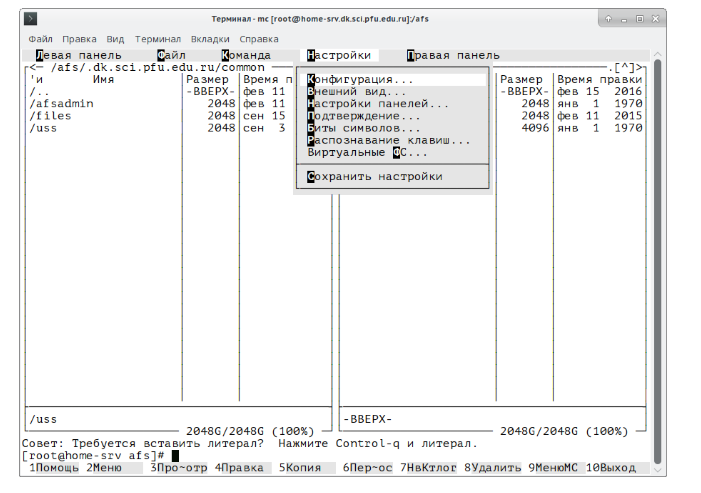 Терминал - mc [root@home-srv.dk.sci.pfu.edu.ru]:/afs
Файл Правка Вид Терминал Вкладки Справка
Левая панель Файл Команда Настройки Правая панель
<─ /afs/.dk.sci.pfu.edu.ru/common .[^]>
'и Имя Размер Время п Размер Время правки
/.. -ВВЕРХ- фев 11 -ВВЕРХ- фев 15 2016
/afsadmin 2048 фев 11 2048 янв 1 1970
/files 2048 сен 15 2048 фев 11 2015
/uss 2048 сен 3 4096 янв 1 1970
Конфигурация...
Внешний вид...
Настройки панелей...
Подтверждение...
Биты символов...
Распознавание клавиш...
Виртуальные ФС...
Сохранить настройки
/uss -ВВЕРХ-
2048G/2048G (100%) 2048G/2048G (100%)
Совет: Требуется вставить литерал? Нажмите Control-q и литерал.
[root@home-srv afs]#
1Помощь 2Меню 3Про~отр 4Правка 5Копия 6Пер~ос 7НвКтлог 8Удалить 9МенюМС 10Выход